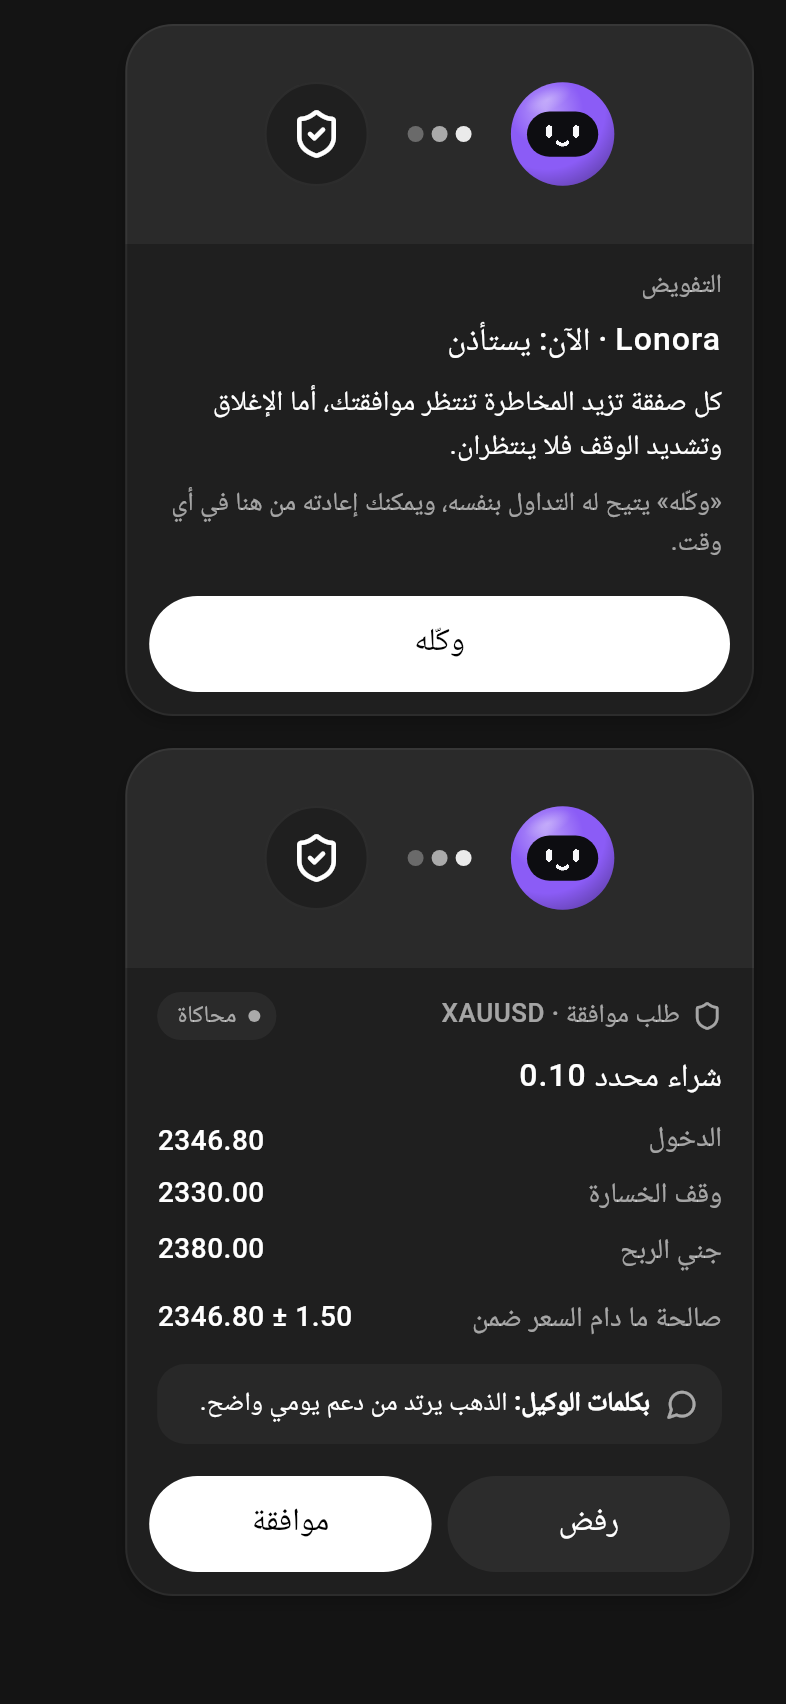 التفويض
Lonora · الآن: يستأذن
كل صفقة تزيد المخاطرة تنتظر موافقتك، أما الإغلاق
وتشديد الوقف فلا ينتظران.
«وكّله» يتيح له التداول بنفسه، ويمكنك إعادته من هنا في أي
وقت.
وكّله
طلب موافقة · XAUUSD
محاكاة
شراء محدد 0.10
الدخول 2346.80
وقف الخسارة 2330.00
جني الربح 2380.00
صالحة ما دام السعر ضمن 2346.80 ± 1.50
بكلمات الوكيل: الذهب يرتد من دعم يومي واضح.
رفض
موافقة